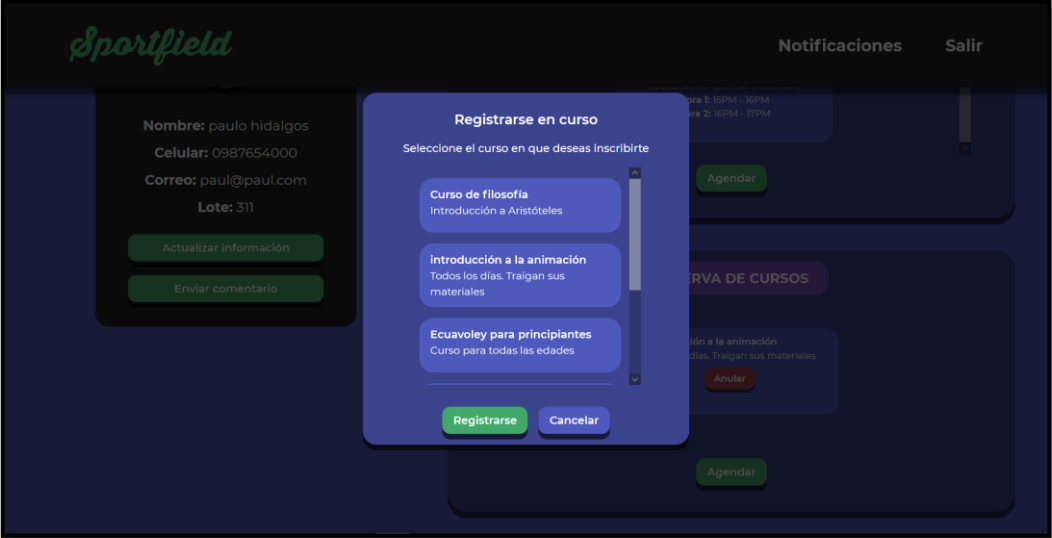 Sportfield
Notificaciones
Salir
Nombre: paulo hidalgos
Celular: 0987654000
Correo: paul@paul.com
Lote: 311
Actualizar información
Enviar comentario
Registrarse en curso
Seleccione el curso en que deseas inscribirte
Curso de filosofía
Introducción a Aristóteles
introducción a la animación
Todos los días. Traigan sus
materiales
Ecuavoley para principiantes
Curso para todas las edades
Registrarse
Cancelar
ora 1: 15PM - 16PM
ora 2: 16PM - 17PM
Agendar
RVA DE CURSOS
ión a la animación
días. Traigan sus materiales
Anular
Agendar